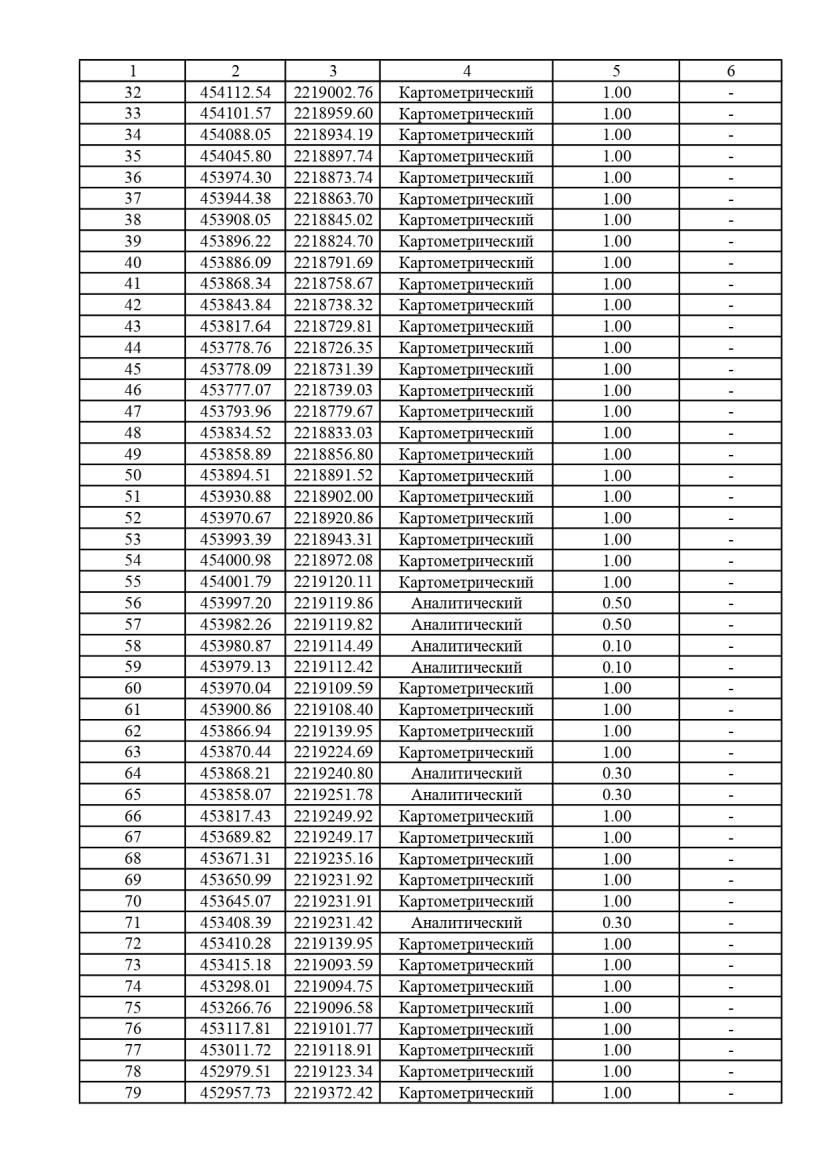 1 2 3 4 5 6
32 454112.54 2219002.76 Картометрический 1.00 -
33 454101.57 2218959.60 Картометрический 1.00 -
34 454088.05 2218934.19 Картометрический 1.00 -
35 454045.80 2218897.74 Картометрический 1.00 -
36 453974.30 2218873.74 Картометрический 1.00 -
37 453944.38 2218863.70 Картометрический 1.00 -
38 453908.05 2218845.02 Картометрический 1.00 -
39 453896.22 2218824.70 Картометрический 1.00 -
40 453886.09 2218791.69 Картометрический 1.00 -
41 453868.34 2218758.67 Картометрический 1.00 -
42 453843.84 2218738.32 Картометрический 1.00 -
43 453817.64 2218729.81 Картометрический 1.00 -
44 453778.76 2218726.35 Картометрический 1.00 -
45 453778.09 2218731.39 Картометрический 1.00 -
46 453777.07 2218739.03 Картометрический 1.00 -
47 453793.96 2218779.67 Картометрический 1.00 -
48 453834.52 2218833.03 Картометрический 1.00 -
49 453858.89 2218856.80 Картометрический 1.00 -
50 453894.51 2218891.52 Картометрический 1.00 -
51 453930.88 2218902.00 Картометрический 1.00 -
52 453970.67 2218920.86 Картометрический 1.00 -
53 453993.39 2218943.31 Картометрический 1.00 -
54 454000.98 2218972.08 Картометрический 1.00 -
55 454001.79 2219120.11 Картометрический 1.00 -
56 453997.20 2219119.86 Аналитический 0.50 -
57 453982.26 2219119.82 Аналитический 0.50 -
58 453980.87 2219114.49 Аналитический 0.10 -
59 453979.13 2219112.42 Аналитический 0.10 -
60 453970.04 2219109.59 Картометрический 1.00 -
61 453900.86 2219108.40 Картометрический 1.00 -
62 453866.94 2219139.95 Картометрический 1.00 -
63 453870.44 2219224.69 Картометрический 1.00 -
64 453868.21 2219240.80 Аналитический 0.30 -
65 453858.07 2219251.78 Аналитический 0.30 -
66 453817.43 2219249.92 Картометрический 1.00 -
67 453689.82 2219249.17 Картометрический 1.00 -
68 453671.31 2219235.16 Картометрический 1.00 -
69 453650.99 2219231.92 Картометрический 1.00 -
70 453645.07 2219231.91 Картометрический 1.00 -
71 453408.39 2219231.42 Аналитический 0.30 -
72 453410.28 2219139.95 Картометрический 1.00 -
73 453415.18 2219093.59 Картометрический 1.00 -
74 453298.01 2219094.75 Картометрический 1.00 -
75 453266.76 2219096.58 Картометрический 1.00 -
76 453117.81 2219101.77 Картометрический 1.00 -
77 453011.72 2219118.91 Картометрический 1.00 -
78 452979.51 2219123.34 Картометрический 1.00 -
79 452957.73 2219372.42 Картометрический 1.00 -